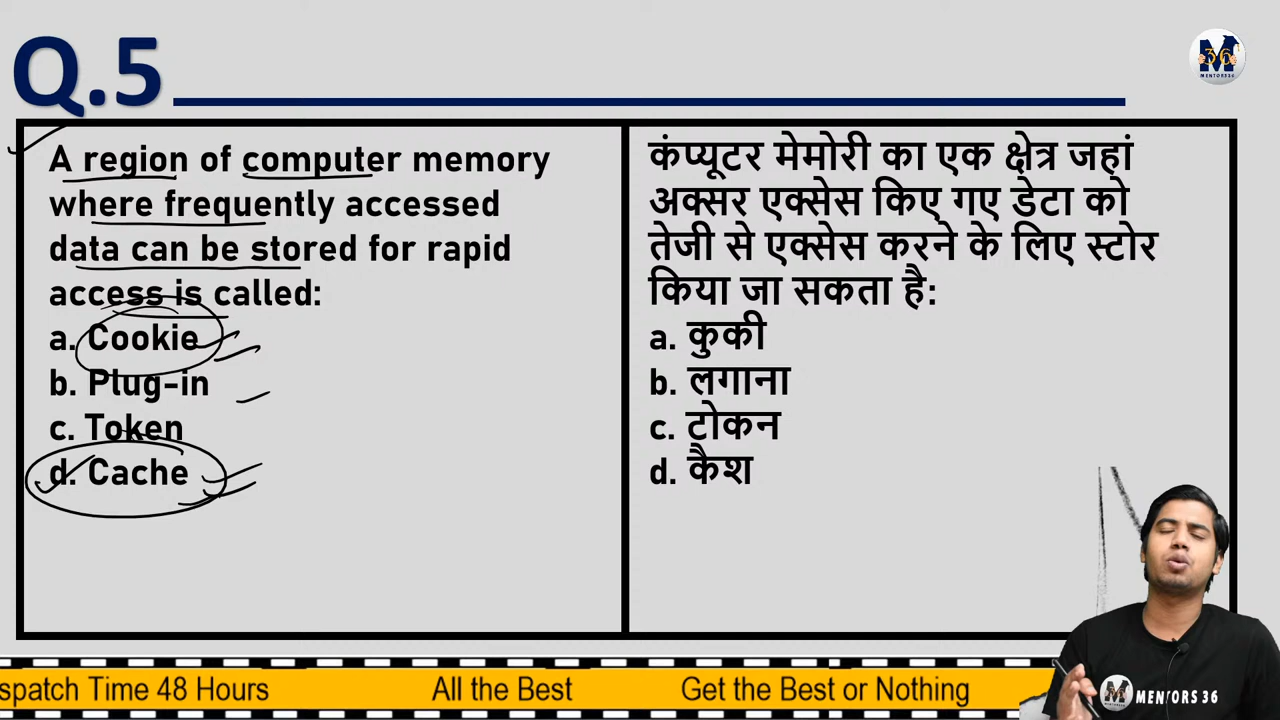 Q.5
M
36
MENTORS36
A region of computer memory
where frequently accessed
data can be stored for rapid
access is called:
a. Cookie
b. Plug-in
c. Token
d. Cache
कंप्यूटर मेमोरी का एक क्षेत्र जहां
अक्सर एक्सेस किए गए डेटा को
तेजी से एक्सेस करने के लिए स्टोर
किया जा सकता है:
a. कुकी
b. लगाना
c. टोकन
d. कैश
M MENTORS 36
spatch Time 48 Hours All the Best Get the Best or Nothing